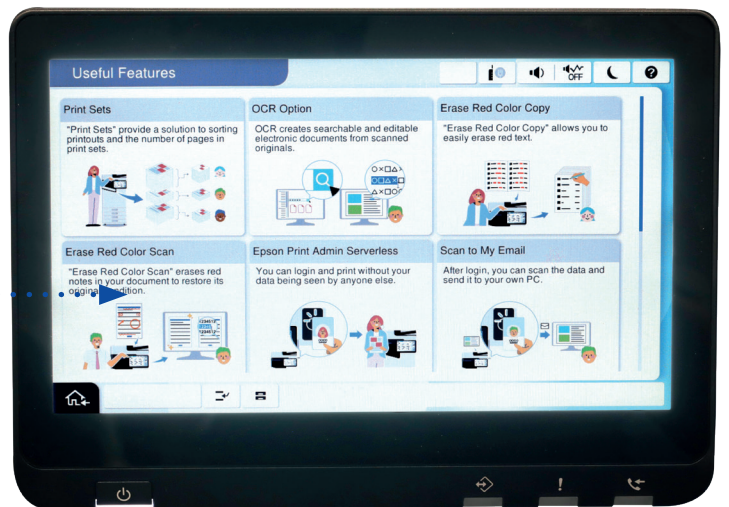 Useful Features
OFF
Print Sets
"Print Sets" provide a solution to sorting
printouts and the number of pages in
print sets.
OCR Option
OCR creates searchable and editable
electronic documents from scanned
originals.
Erase Red Color Copy
"Erase Red Color Copy" allows you to
easily erase red text.
Erase Red Color Scan
"Erase Red Color Scan" erases red
notes in your document to restore its
original condition.
Epson Print Admin Serverless
You can login and print without your
data being seen by anyone else.
Scan to My Email
After login, you can scan the data and
send it to your own PC.